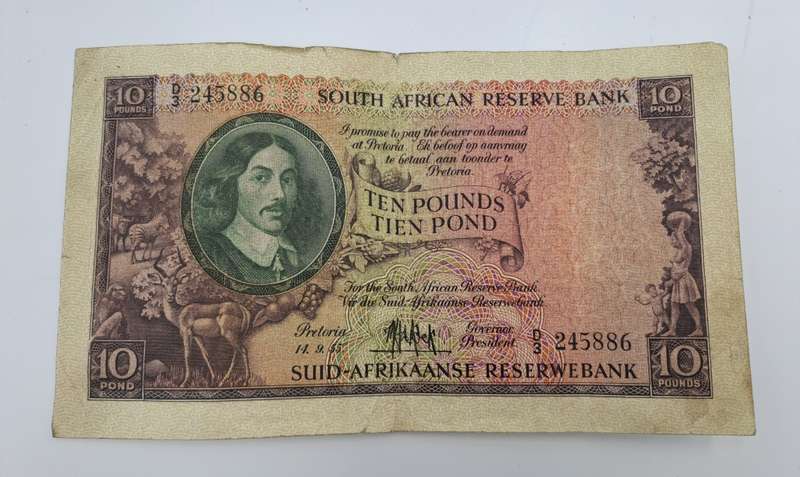 10 POUNDS
D/3 245886
SOUTH AFRICAN RESERVE BANK
10 POND
I promise to pay the bearer on demand
at Pretoria. Ek beloof op aanvraag
te betaal aan toonder te
Pretoria.
TEN POUNDS
TIEN POND
For the South African Reserve Bank
Vir die Suid-Afrikaanse Reserwebank
Pretoria
14. 9. 55
Governor
President.
D/3 245886
10 POND
SUID-AFRIKAANSE RESERWEBANK
10 POUNDS